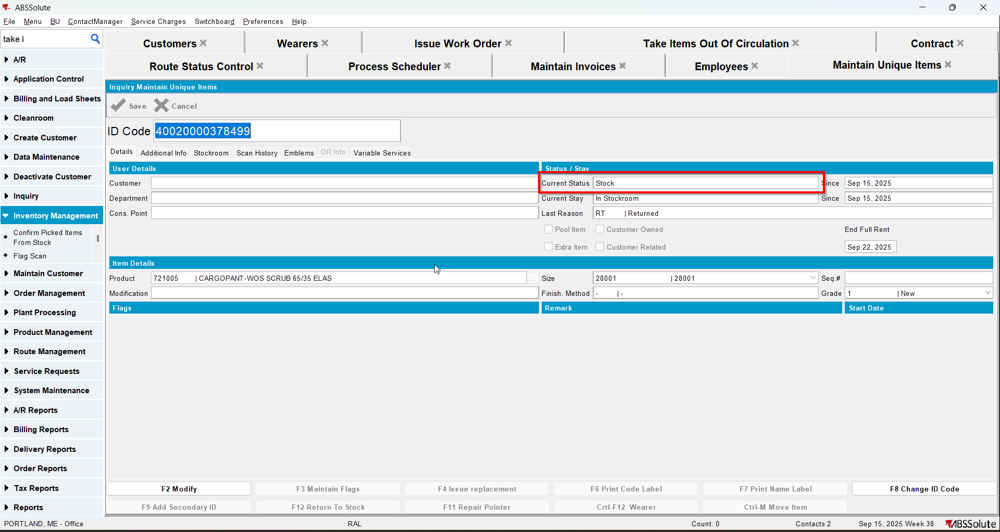 ABSSolute
File Menu BU ContactManager Service Charges Switchboard Preferences Help
take i
A/R
Application Control
Billing and Load Sheets
Cleanroom
Create Customer
Data Maintenance
Deactivate Customer
Inquiry
Inventory Management
Confirm Picked Items
From Stock
Flag Scan
Maintain Customer
Order Management
Plant Processing
Product Management
Route Management
Service Requests
System Maintenance
A/R Reports
Billing Reports
Delivery Reports
Order Reports
Tax Reports
Reports
Customers Wearers Issue Work Order Take Items Out Of Circulation Contract
Route Status Control Process Scheduler Maintain Invoices Employees Maintain Unique Items
Inquiry Maintain Unique Items
Save Cancel
ID Code 40020000378499
Details Additional Info Stockroom Scan History Emblems OR Info Variable Services
User Details Status / Stay
Customer Current Status Stock Since Sep 15, 2025
Department Current Stay In Stockroom Since Sep 15, 2025
Cons. Point Last Reason RT | Returned
Pool Item Customer Owned End Full Rent
Extra Item Customer Related Sep 22, 2025
Item Details
Product 721005 | CARGOPANT-WOS SCRUB 65/35 ELAS ... Size 28001 | 28001 Seq.#
Modification Finish. Method - | - Grade 1 | New
Flags Remark Start Date
F2 Modify F3 Maintain Flags F4 Issue replacement F6 Print Code Label F7 Print Name Label F8 Change ID Code
F9 Add Secondary ID F12 Return To Stock F11 Repair Pointer Crtl-F12 Wearer Ctrl-M Move Item
PORTLAND, ME - Office RAL Count: 0 Contacts 2 Sep 15, 2025 Week 38 ABSSolute